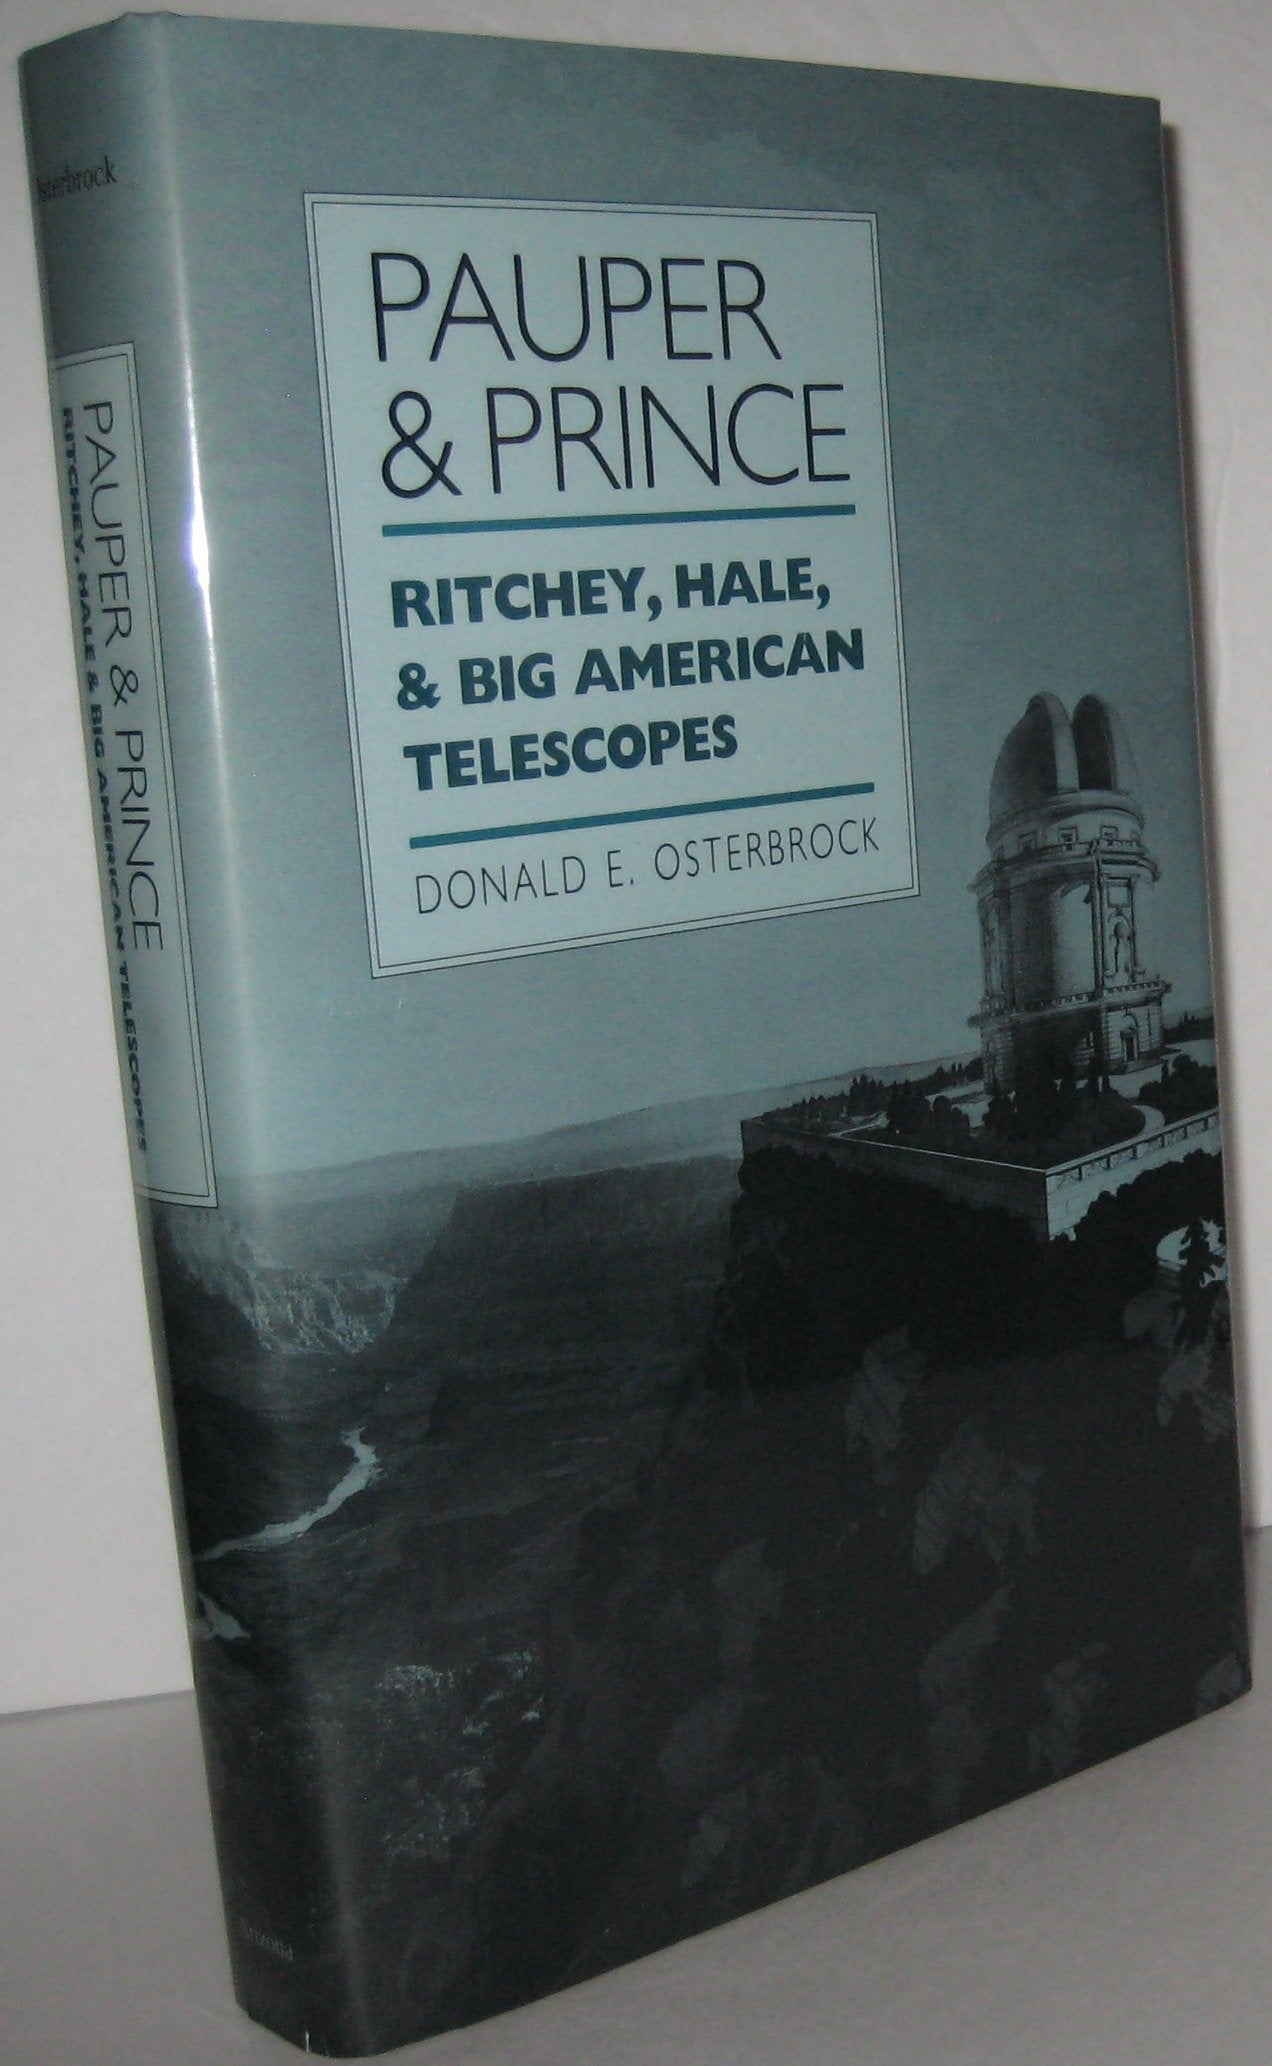 Osterbrock
PAUPER & PRINCE
RITCHEY, HALE & BIG AMERICAN TELESCOPES
PAUPER
& PRINCE
RITCHEY, HALE,
& BIG AMERICAN
TELESCOPES
DONALD E. OSTERBROCK